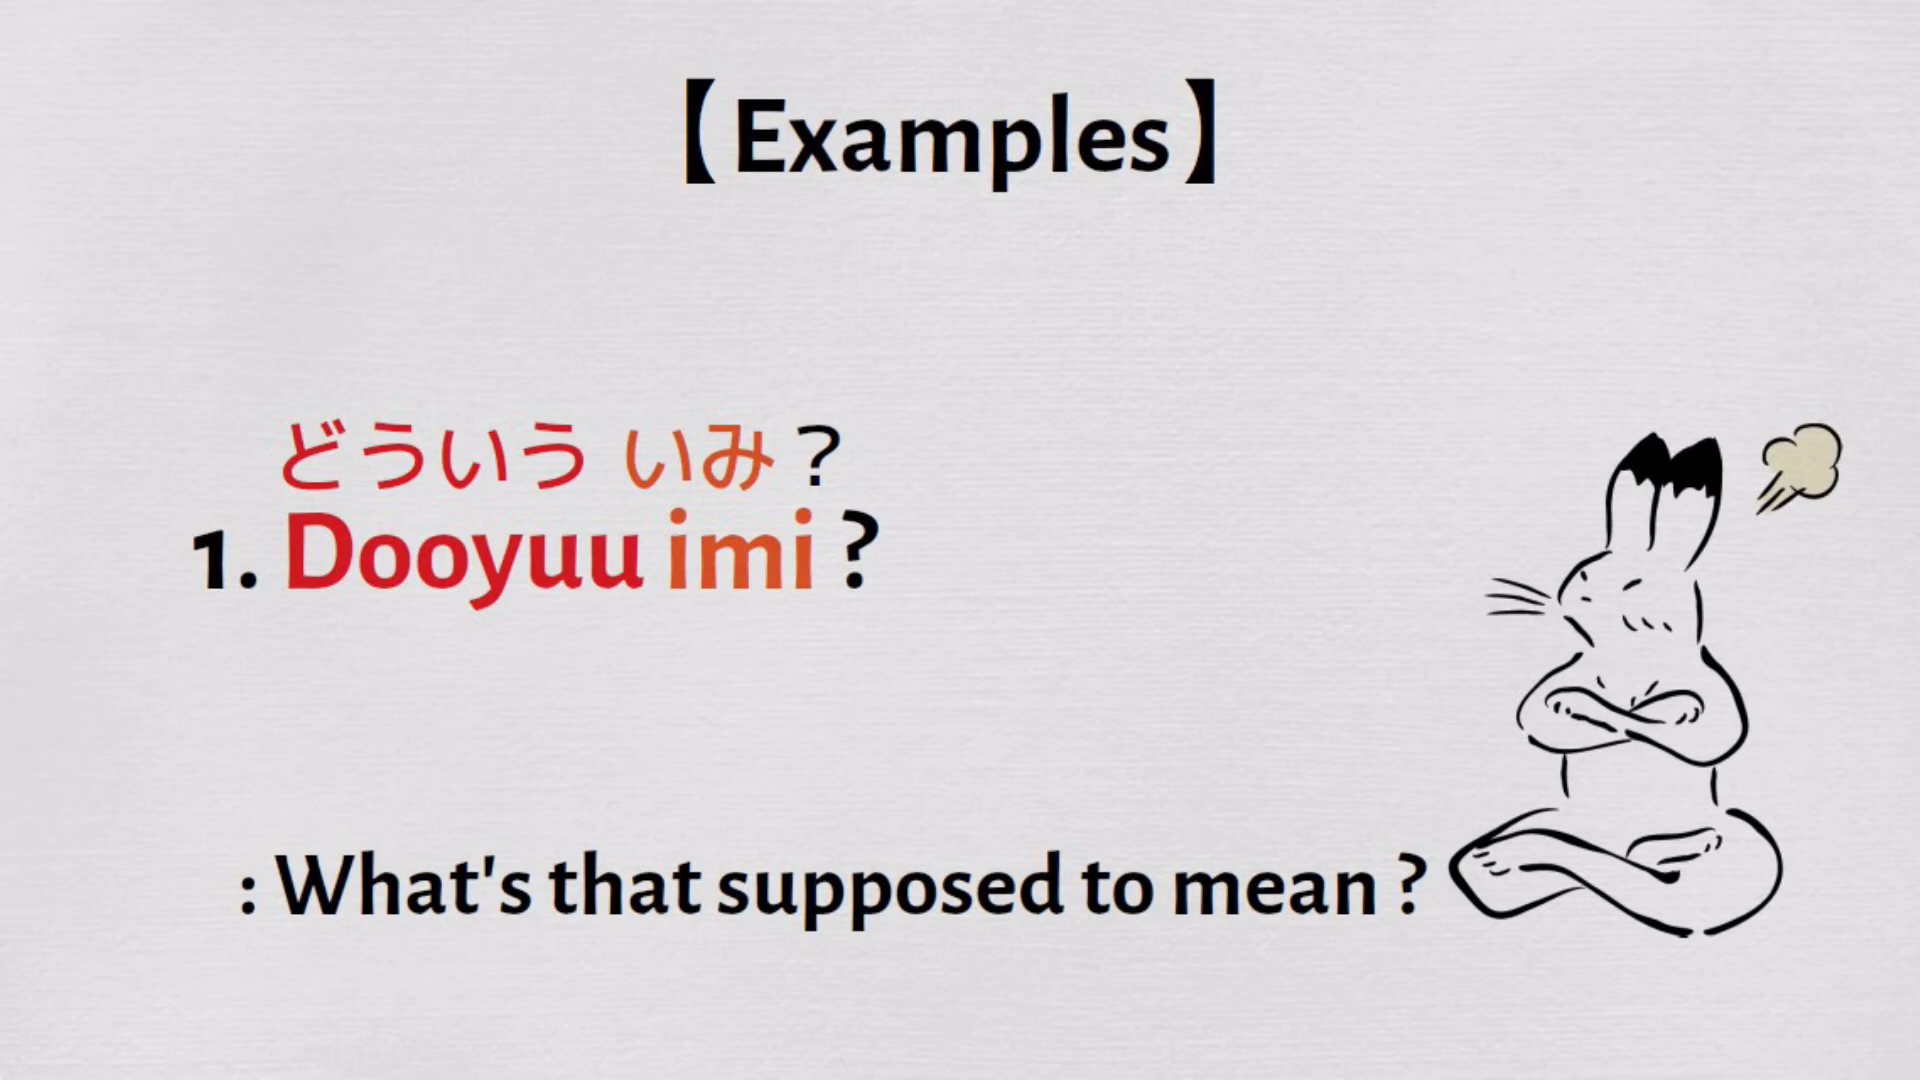 【Examples】
どういう いみ？
1. Dooyuu imi ?
: What's that supposed to mean ?